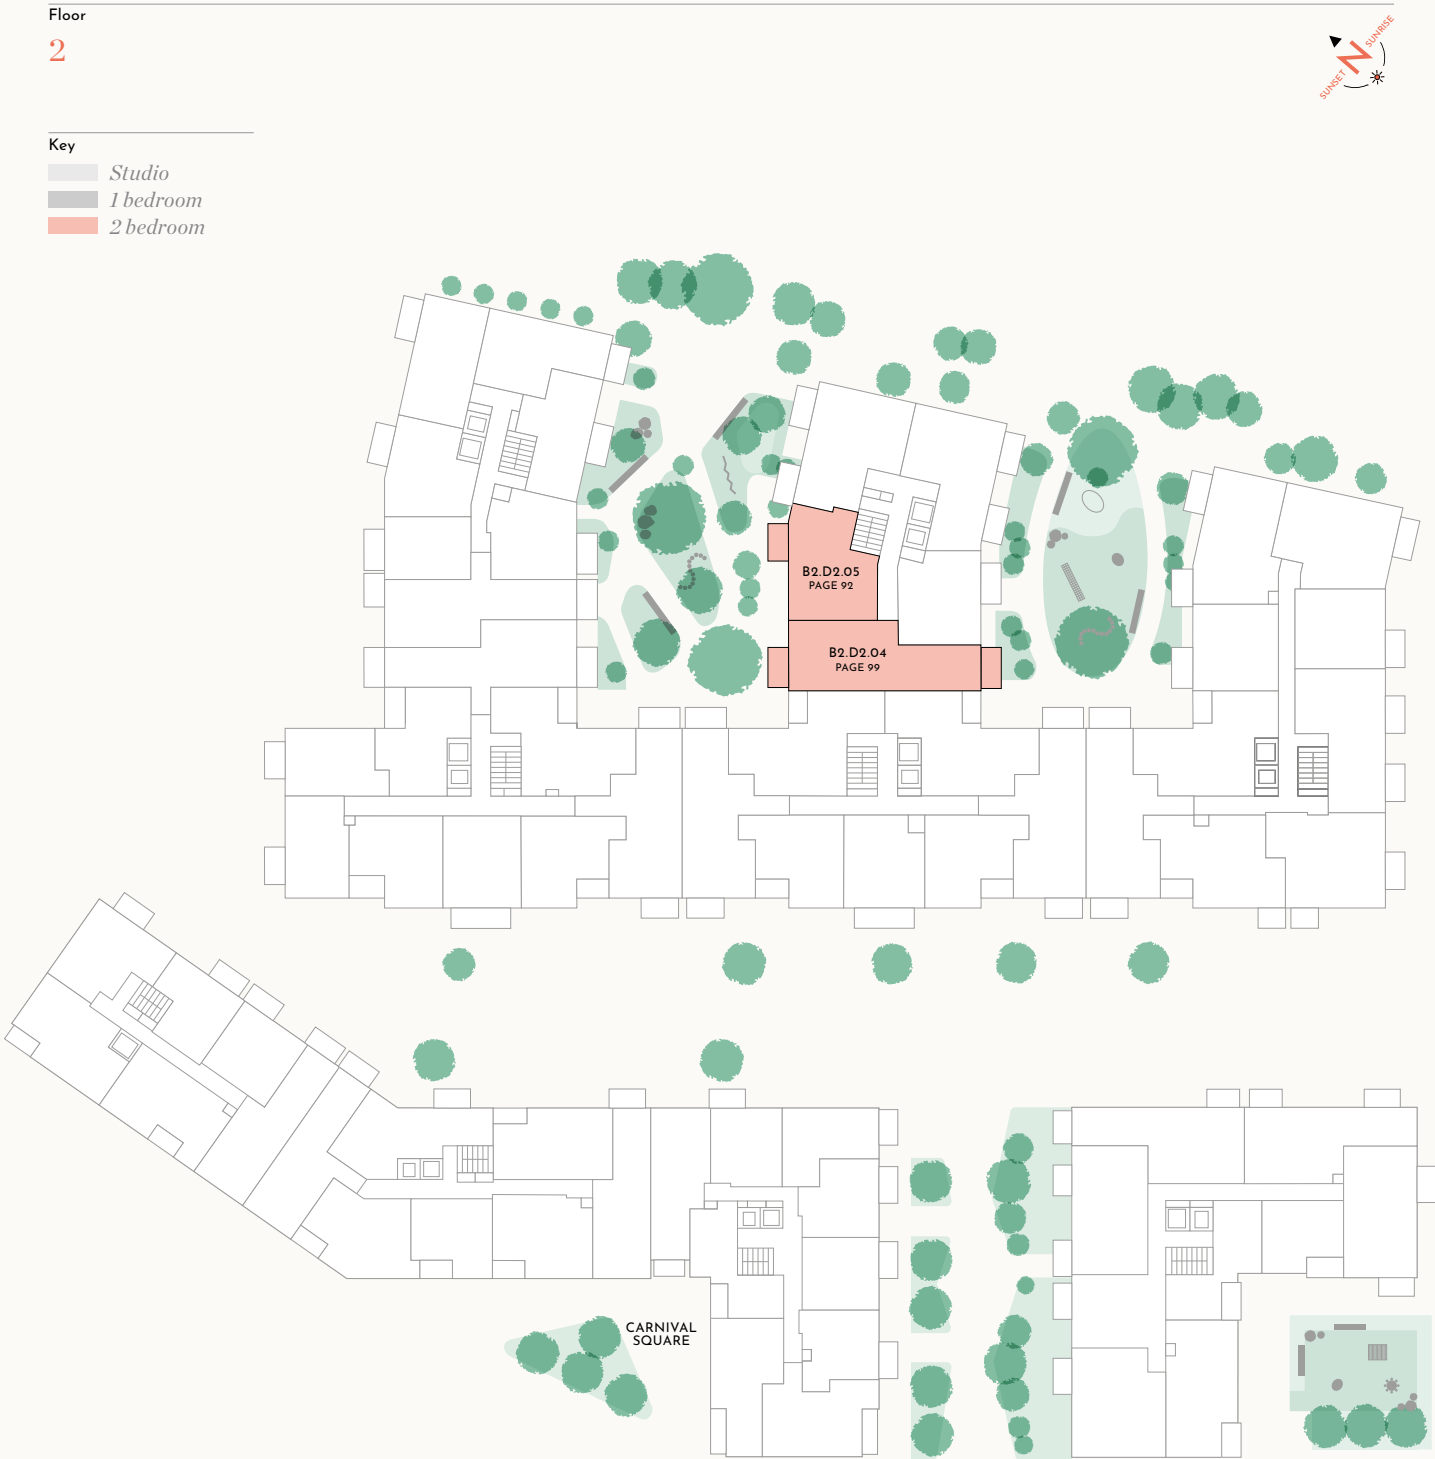 Floor
2
N
SUNRISE
SUNSET
Key
Studio
1 bedroom
2 bedroom
B2.D2.05
PAGE 92
B2.D2.04
PAGE 99
CARNIVAL
SQUARE